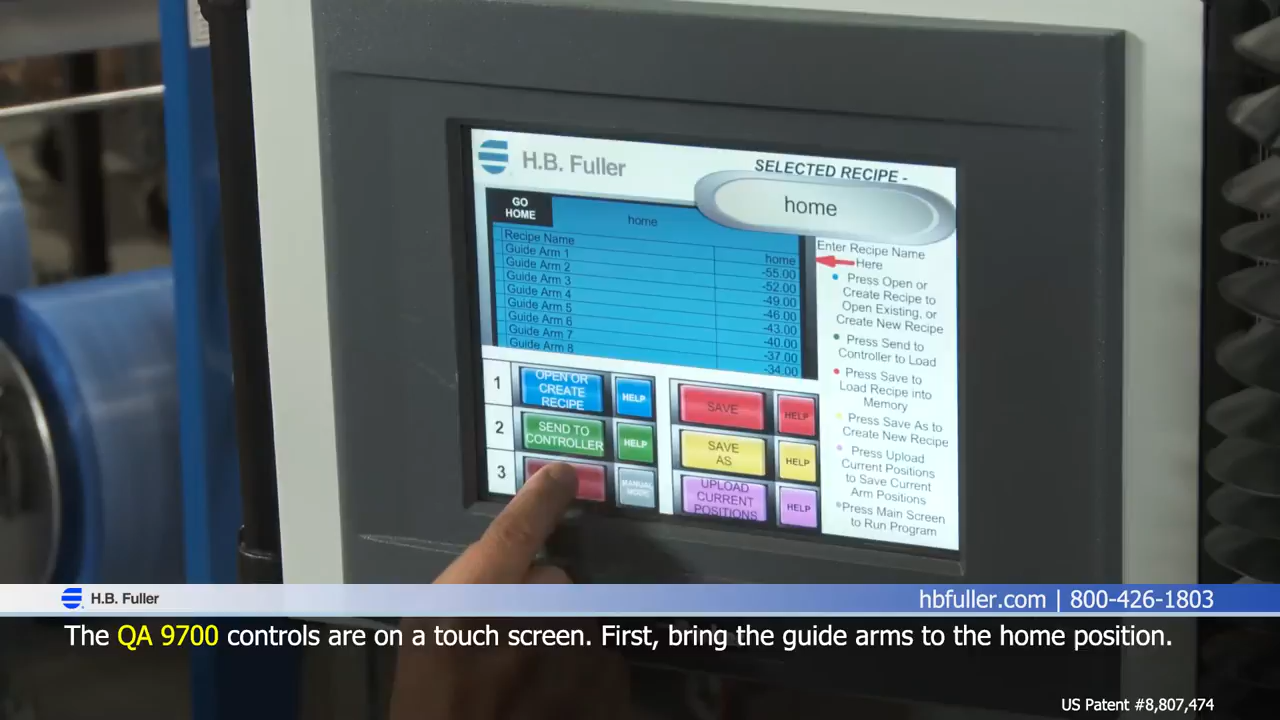 H.B. Fuller
SELECTED RECIPE -
home
GO
HOME
home
Recipe Name
home
Guide Arm 1
-55.00
Guide Arm 2
-52.00
Guide Arm 3
-49.00
Guide Arm 4
-46.00
Guide Arm 5
-43.00
Guide Arm 6
-40.00
Guide Arm 7
-37.00
Guide Arm 8
-34.00
Enter Recipe Name
Here
Press Open or
Create Recipe to
Open Existing, or
Create New Recipe
Press Send to
Controller to Load
Press Save to
Load Recipe into
Memory
Press Save As to
Create New Recipe
Press Upload
Current Positions
to Save Current
Arm Positions
Press Main Screen
to Run Program
1
OPEN OR
CREATE
RECIPE
HELP
2
SEND TO
CONTROLLER
HELP
3
MANUAL
MODE
SAVE
HELP
SAVE
AS
HELP
UPLOAD
CURRENT
POSITIONS
HELP
H.B. Fuller
hbfuller.com | 800-426-1803
The QA 9700 controls are on a touch screen. First, bring the guide arms to the home position.
US Patent #8,807,474